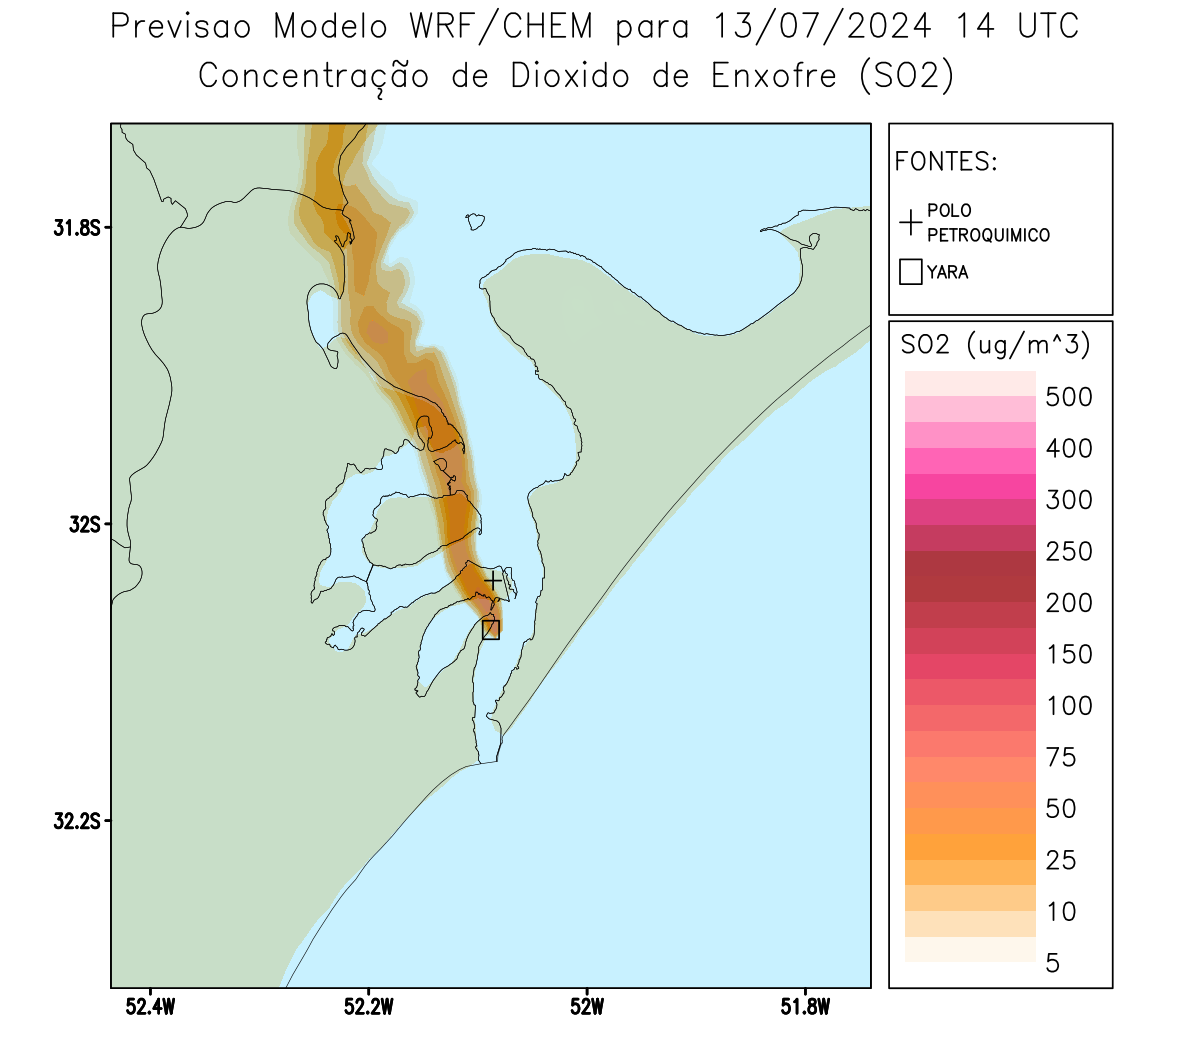 Previsao Modelo WRF/CHEM para 13/07/2024 14 UTC
Concentração de Dioxido de Enxofre (SO2)
FONTES:
POLO
PETROQUIMICO
YARA
SO2 (ug/m^3)
500
400
300
250
200
150
100
75
50
25
10
5
31.8S
32S
32.2S
52.4W
52.2W
52W
51.8W